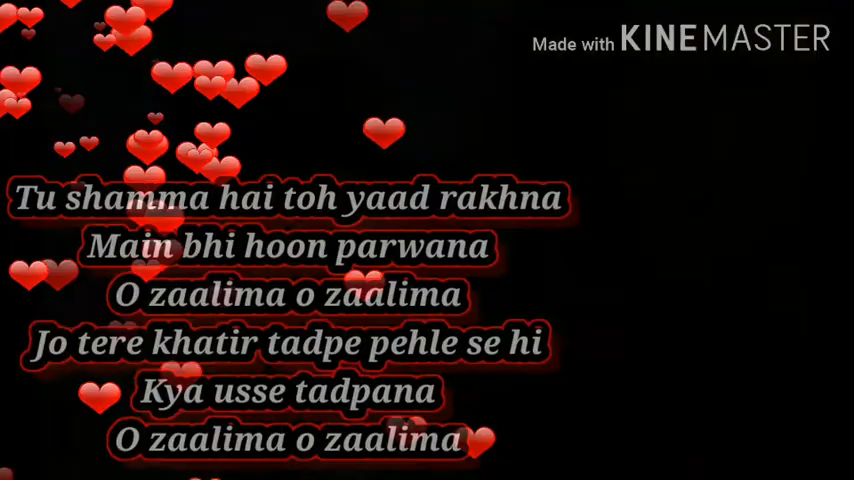 Made with KINEMASTER
Tu shamma hai toh yaad rakhna
Main bhi hoon parwana
O zaalima o zaalima
Jo tere khatir tadpe pehle se hi
Kya usse tadpana
O zaalima o zaalima